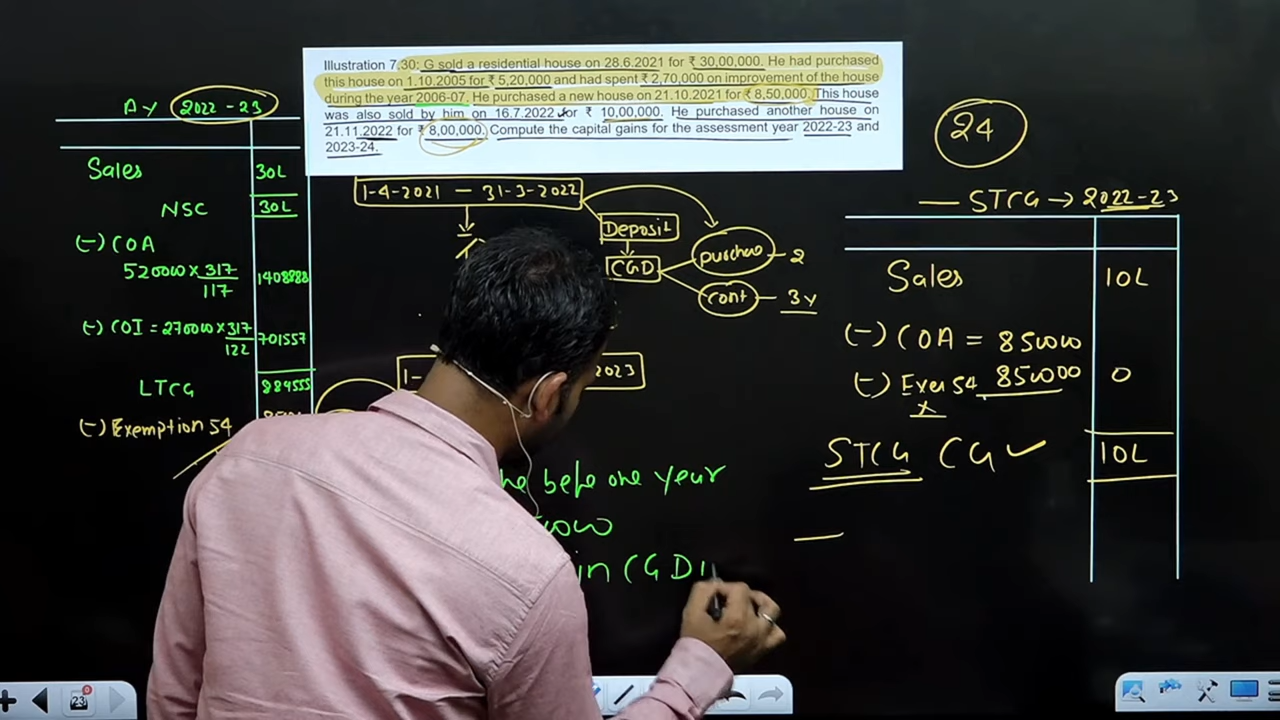 Illustration 7.30: G sold a residential house on 28.6.2021 for ₹ 30,00,000. He had purchased
this house on 1.10.2005 for ₹ 5,20,000 and had spent ₹ 2,70,000 on improvement of the house
during the year 2006-07. He purchased a new house on 21.10.2021 for ₹ 8,50,000. This house
was also sold by him on 16.7.2022 for ₹ 10,00,000. He purchased another house on
21.11.2022 for ₹ 8,00,000. Compute the capital gains for the assessment year 2022-23 and
2023-24.
AY 2022-23
Sales 30L
NSC 30L
(-) COA
520000 × 317/117 1408888
(-) COI = 270000 × 317/122 701557
LTCG 884555
(-) Exemption 54
1-4-2021 — 31-3-2022
Deposit
CGD
purchase — 2
Cont — 3y
2023
one year
in CGD
24
— STCG → 2022-23
Sales 10L
(-) COA = 850000
(-) Exem 54 850000 0
x
STCG CG ✓ 10L
—
23